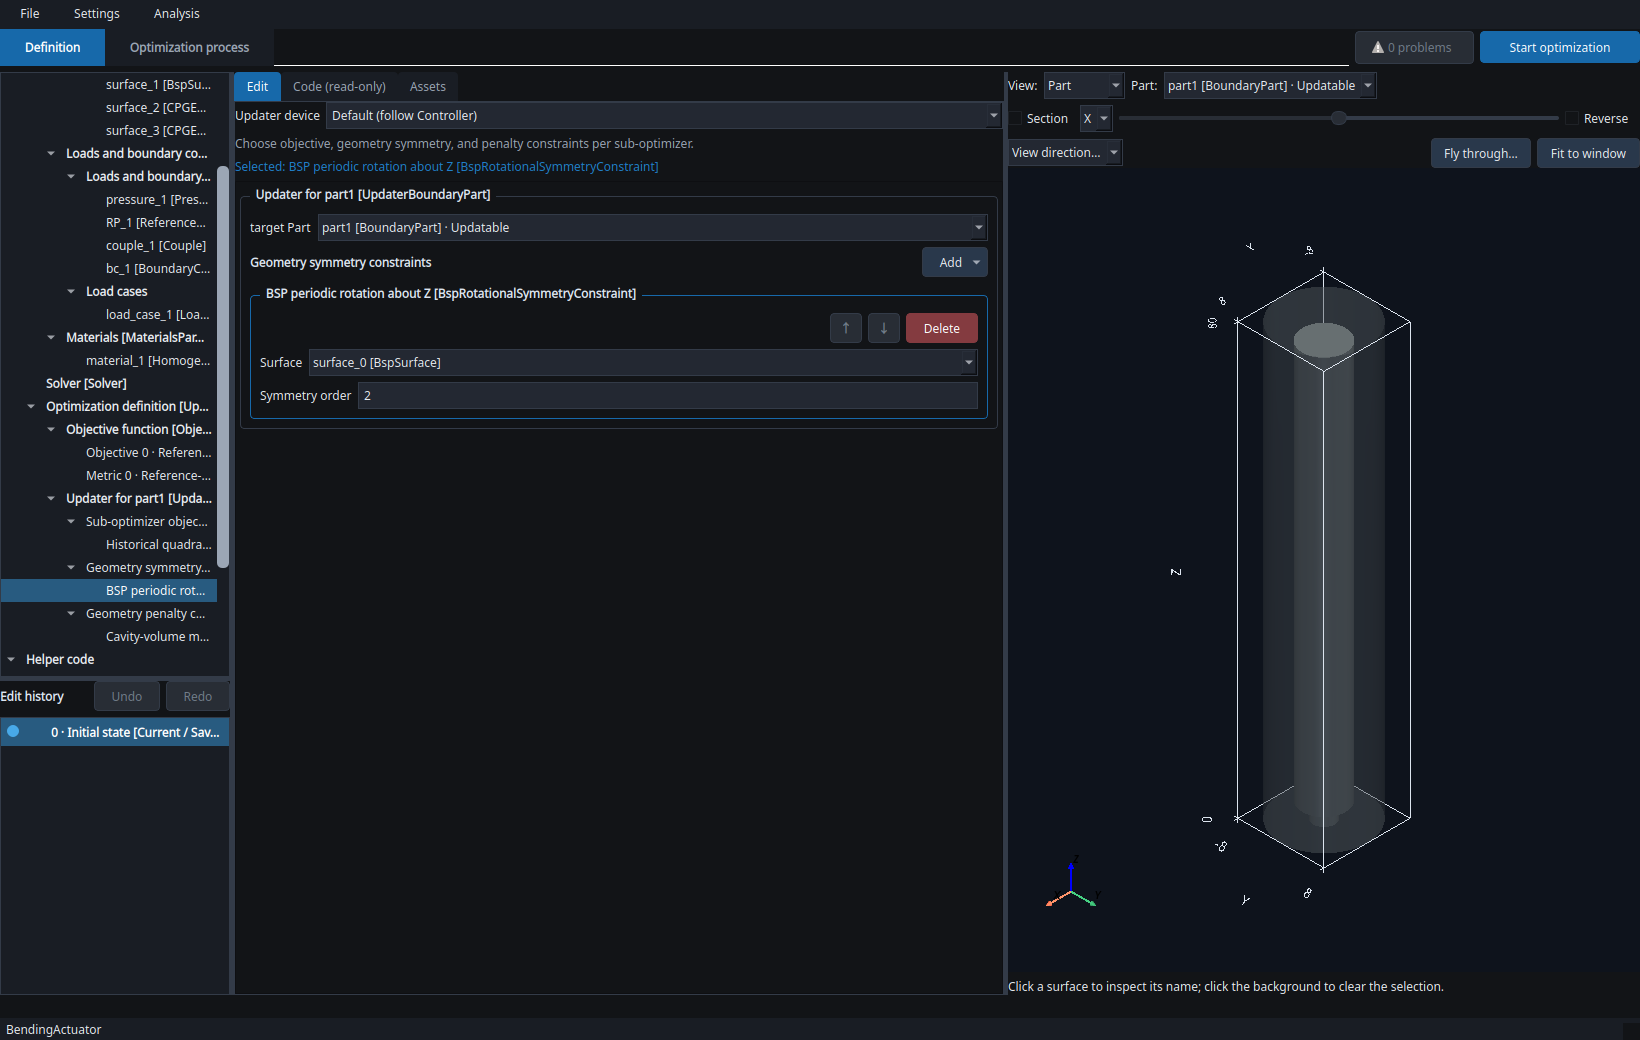 File Settings Analysis
Definition Optimization process 0 problems Start optimization
surface_1 [BspSu...
surface_2 [CPGE...
surface_3 [CPGE...
Loads and boundary co...
Loads and boundary...
pressure_1 [Pres...
RP_1 [Reference...
couple_1 [Couple]
bc_1 [BoundaryC...
Load cases
load_case_1 [Loa...
Materials [MaterialsPar...
material_1 [Homoge...
Solver [Solver]
Optimization definition [Up...
Objective function [Obje...
Objective 0 · Referen...
Metric 0 · Reference-...
Updater for part1 [Upda...
Sub-optimizer objec...
Historical quadra...
Geometry symmetry...
BSP periodic rot...
Geometry penalty c...
Cavity-volume m...
Helper code
Edit history Undo Redo
0 · Initial state [Current / Sav...
Edit Code (read-only) Assets
Updater device Default (follow Controller)
Choose objective, geometry symmetry, and penalty constraints per sub-optimizer.
Selected: BSP periodic rotation about Z [BspRotationalSymmetryConstraint]
Updater for part1 [UpdaterBoundaryPart]
target Part part1 [BoundaryPart] · Updatable
Geometry symmetry constraints Add
BSP periodic rotation about Z [BspRotationalSymmetryConstraint]
↑ ↓ Delete
Surface surface_0 [BspSurface]
Symmetry order 2
View: Part Part: part1 [BoundaryPart] · Updatable
Section X Reverse
View direction... Fly through... Fit to window
Z
0
Z
Click a surface to inspect its name; click the background to clear the selection.
BendingActuator